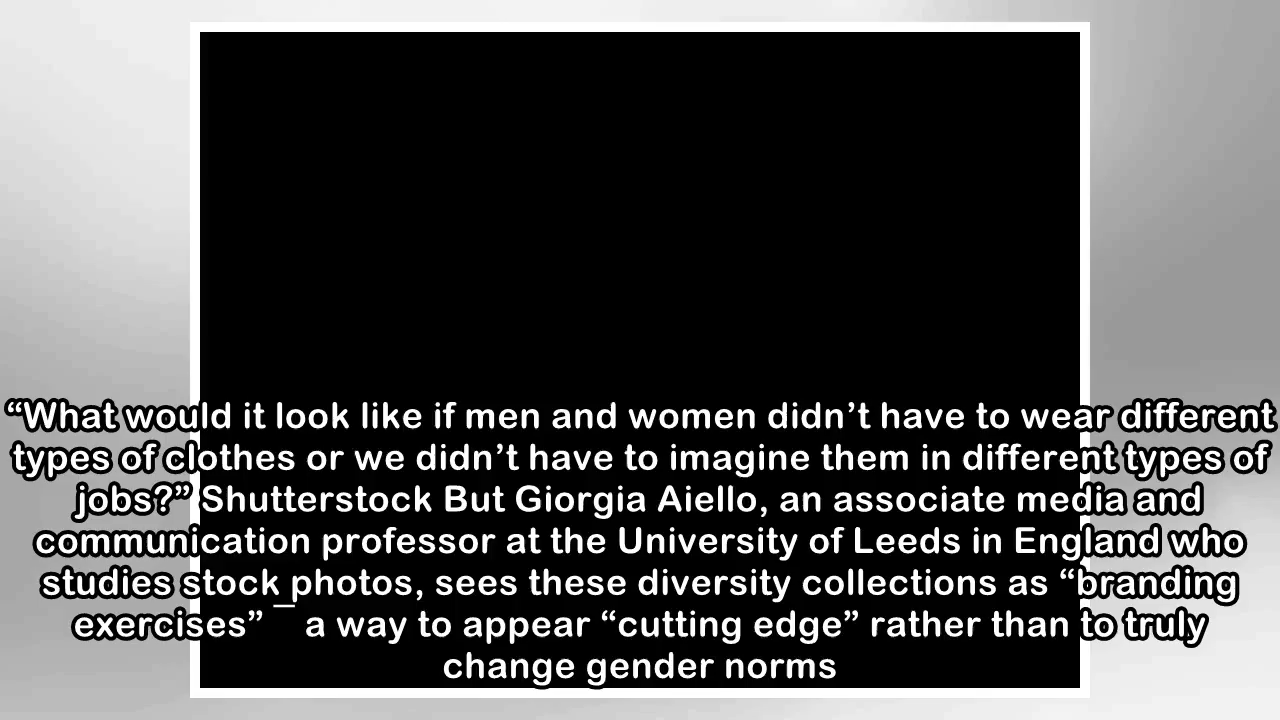 “What would it look like if men and women didn’t have to wear different
types of clothes or we didn’t have to imagine them in different types of
jobs?” Shutterstock But Giorgia Aiello, an associate media and
communication professor at the University of Leeds in England who
studies stock photos, sees these diversity collections as “branding
exercises” ― a way to appear “cutting edge” rather than to truly
change gender norms